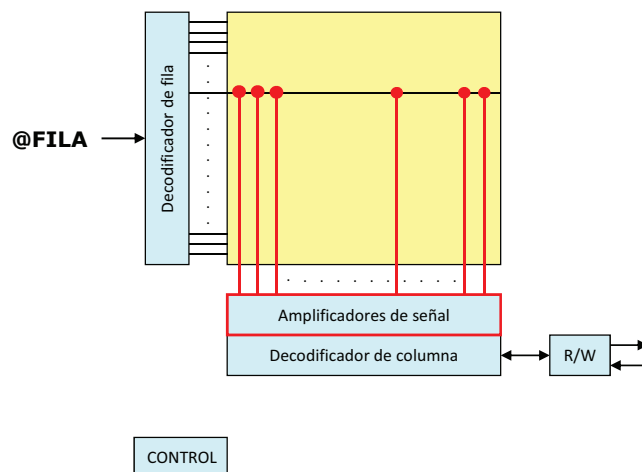 Decodificador de fila
@FILA
Amplificadores de señal
Decodificador de columna
R/W
CONTROL